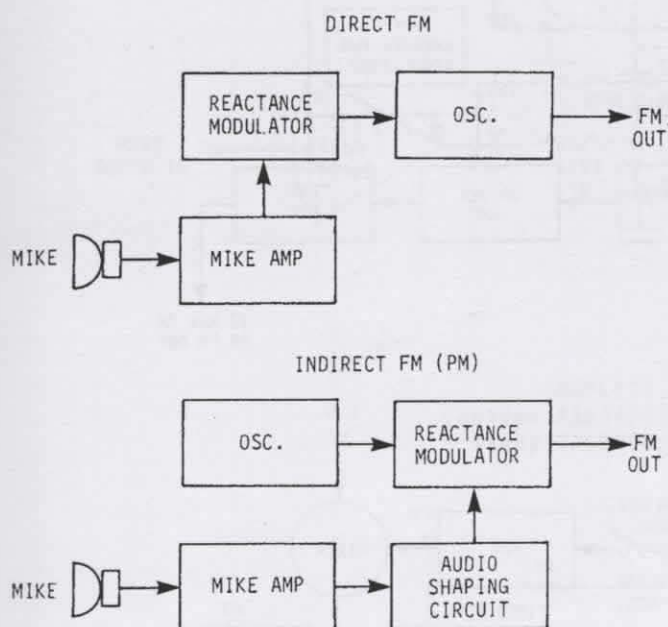 DIRECT FM
REACTANCE
MODULATOR
OSC.
FM
OUT
MIKE
MIKE AMP
INDIRECT FM (PM)
OSC.
REACTANCE
MODULATOR
FM
OUT
MIKE
MIKE AMP
AUDIO
SHAPING
CIRCUIT